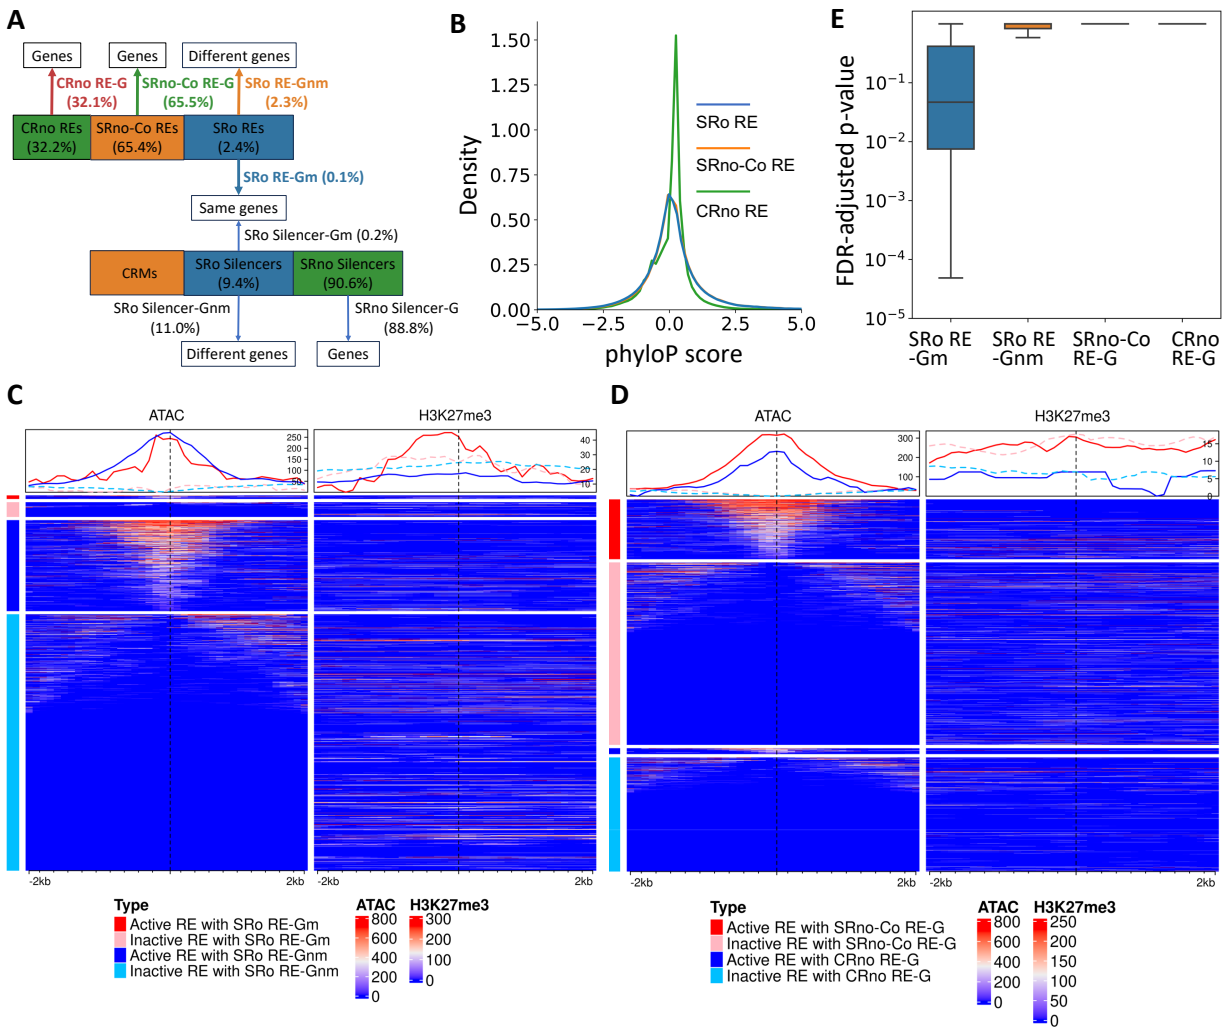 A
Genes
Genes
Different genes
CRno RE-G
(32.1%)
SRno-Co RE-G
(65.5%)
SRo RE-Gnm
(2.3%)
CRno REs
(32.2%)
SRno-Co REs
(65.4%)
SRo REs
(2.4%)
SRo RE-Gm (0.1%)
Same genes
SRo Silencer-Gm (0.2%)
CRMs
SRo Silencers
(9.4%)
SRno Silencers
(90.6%)
SRo Silencer-Gnm
(11.0%)
SRno Silencer-G
(88.8%)
Different genes
Genes
B
Density
1.50
1.25
1.00
0.75
0.50
0.25
0.00
−5.0
−2.5
0.0
2.5
5.0
phyloP score
SRo RE
SRno-Co RE
CRno RE
E
FDR-adjusted p-value
10−1
10−2
10−3
10−4
10−5
SRo RE
-Gm
SRo RE
-Gnm
SRno-Co
RE-G
CRno
RE-G
C
ATAC
H3K27me3
250
200
150
100
50
40
30
20
10
-2kb
2kb
-2kb
2kb
Type
Active RE with SRo RE-Gm
Inactive RE with SRo RE-Gm
Active RE with SRo RE-Gnm
Inactive RE with SRo RE-Gnm
ATAC
800
600
400
200
0
H3K27me3
300
200
100
0
D
ATAC
H3K27me3
300
200
100
0
15
10
5
0
-2kb
2kb
-2kb
2kb
Type
Active RE with SRno-Co RE-G
Inactive RE with SRno-Co RE-G
Active RE with CRno RE-G
Inactive RE with CRno RE-G
ATAC
800
600
400
200
0
H3K27me3
250
200
150
100
50
0